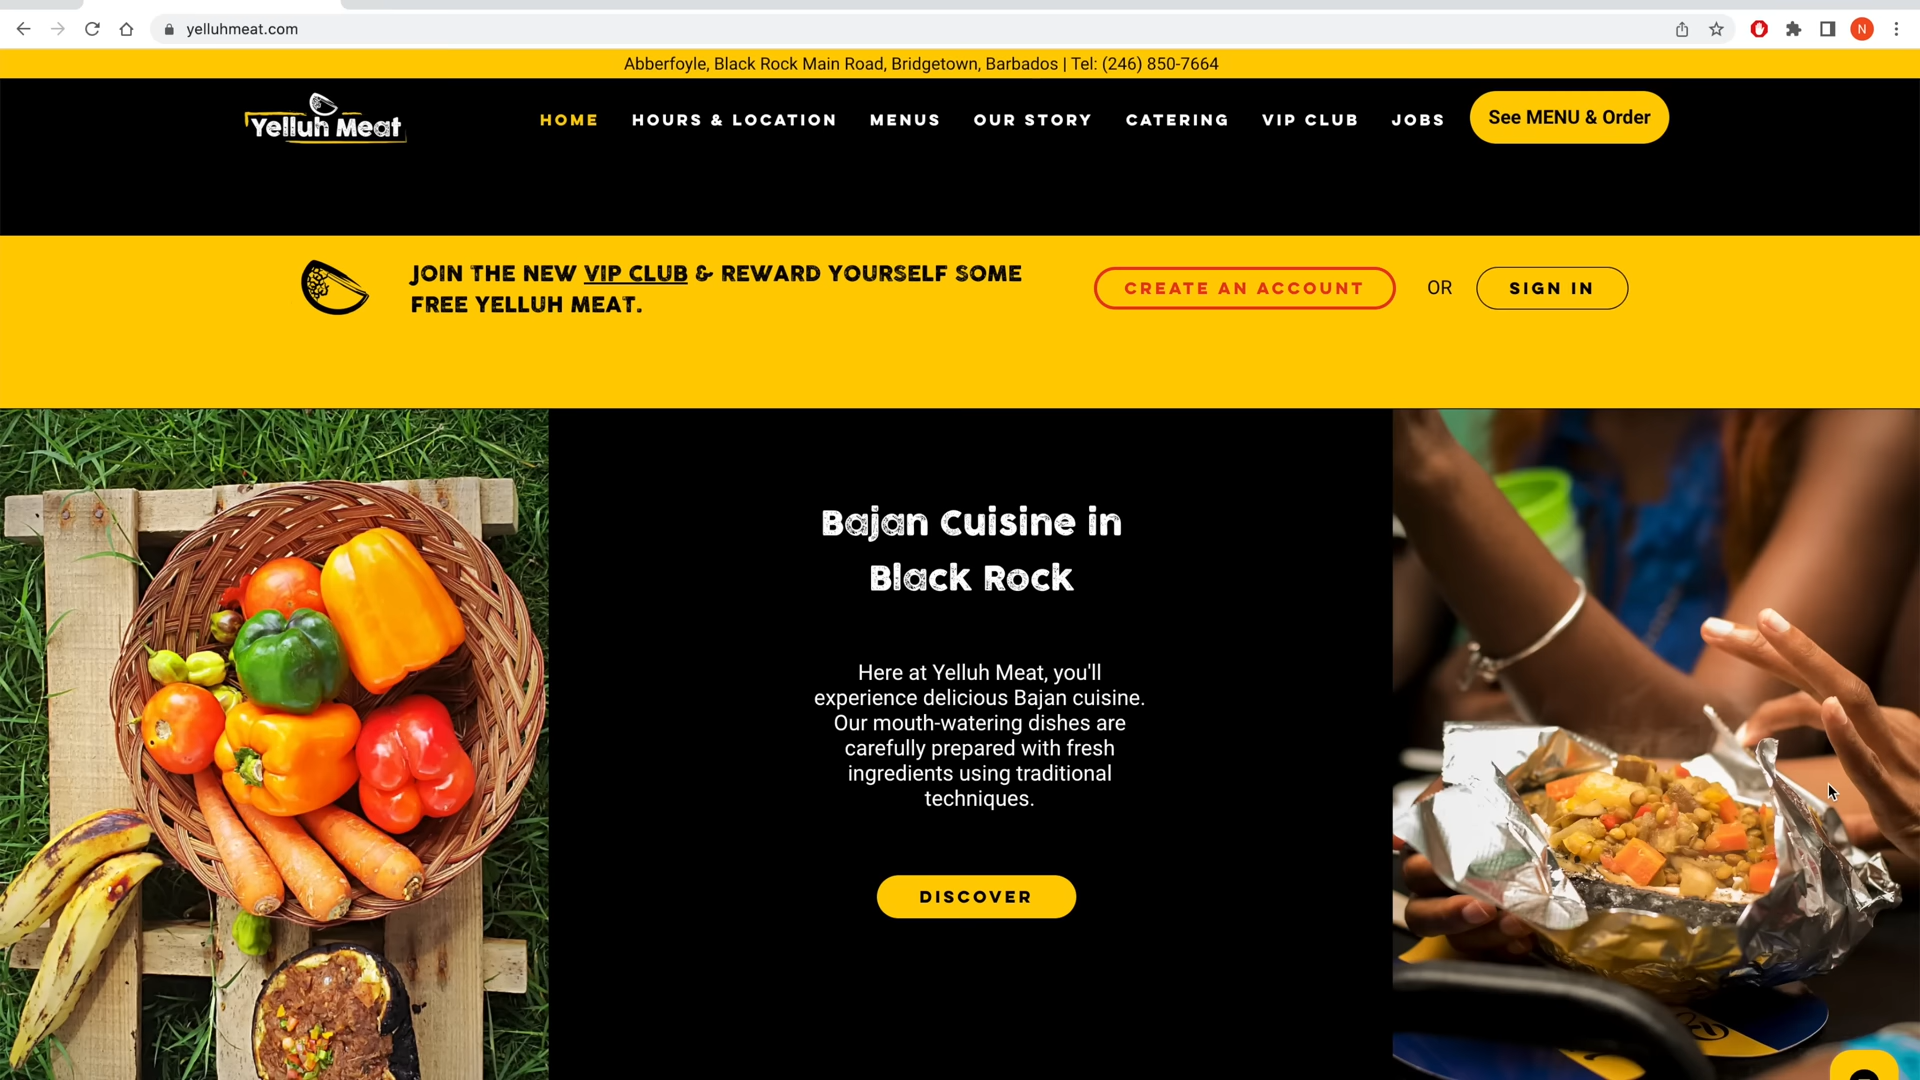 yelluhmeat.com
N
Abberfoyle, Black Rock Main Road, Bridgetown, Barbados | Tel: (246) 850-7664
Yelluh Meat
HOME
HOURS & LOCATION
MENUS
OUR STORY
CATERING
VIP CLUB
JOBS
See MENU & Order
JOIN THE NEW VIP CLUB & REWARD YOURSELF SOME
FREE YELLUH MEAT.
CREATE AN ACCOUNT
OR
SIGN IN
Bajan Cuisine in
Black Rock
Here at Yelluh Meat, you'll
experience delicious Bajan cuisine.
Our mouth-watering dishes are
carefully prepared with fresh
ingredients using traditional
techniques.
DISCOVER